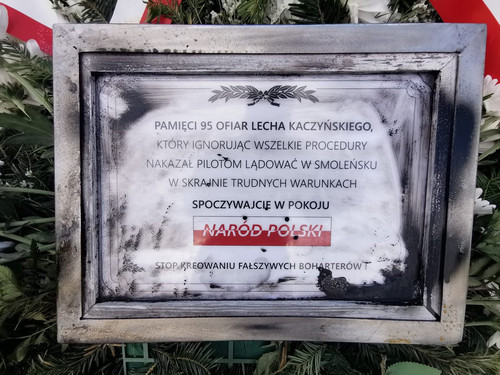 PAMIĘCI 95 OFIAR LECHA KACZYŃSKIEGO,
KTÓRY IGNORUJĄC WSZELKIE PROCEDURY
NAKAZAŁ PILOTOM LĄDOWAĆ W SMOLEŃSKU
W SKRAJNIE TRUDNYCH WARUNKACH
SPOCZYWAJCIE W POKOJU
NARÓD POLSKI
STOP KREOWANIU FAŁSZYWYCH BOHATERÓW !